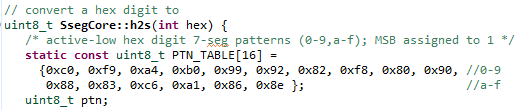 // convert a hex digit to
uint8_t SsegCore::h2s(int hex) {
/* active-low hex digit 7-seg patterns (0-9,a-f); MSB assigned to 1 */
static const uint8_t PTN_TABLE[16] =
{0xc0, 0xf9, 0xa4, 0xb0, 0x99, 0x92, 0x82, 0xf8, 0x80, 0x90, //0-9
0x88, 0x83, 0xc6, 0xa1, 0x86, 0x8e }; //a-f
uint8_t ptn;